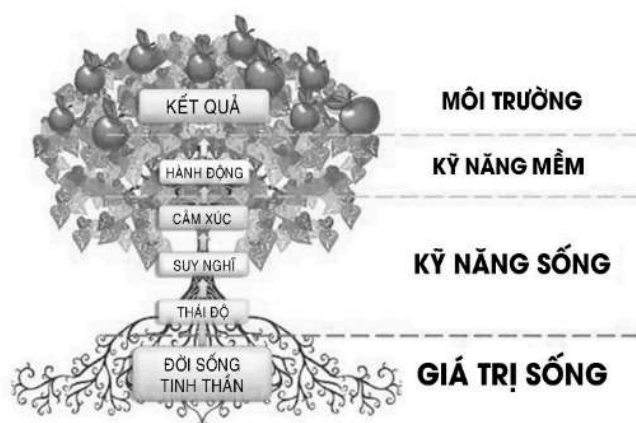 KẾT QUẢ
MÔI TRƯỜNG
HÀNH ĐỘNG
KỸ NĂNG MỀM
CẢM XÚC
SUY NGHĨ
KỸ NĂNG SỐNG
THÁI ĐỘ
ĐỜI SỐNG
TINH THẦN
GIÁ TRỊ SỐNG